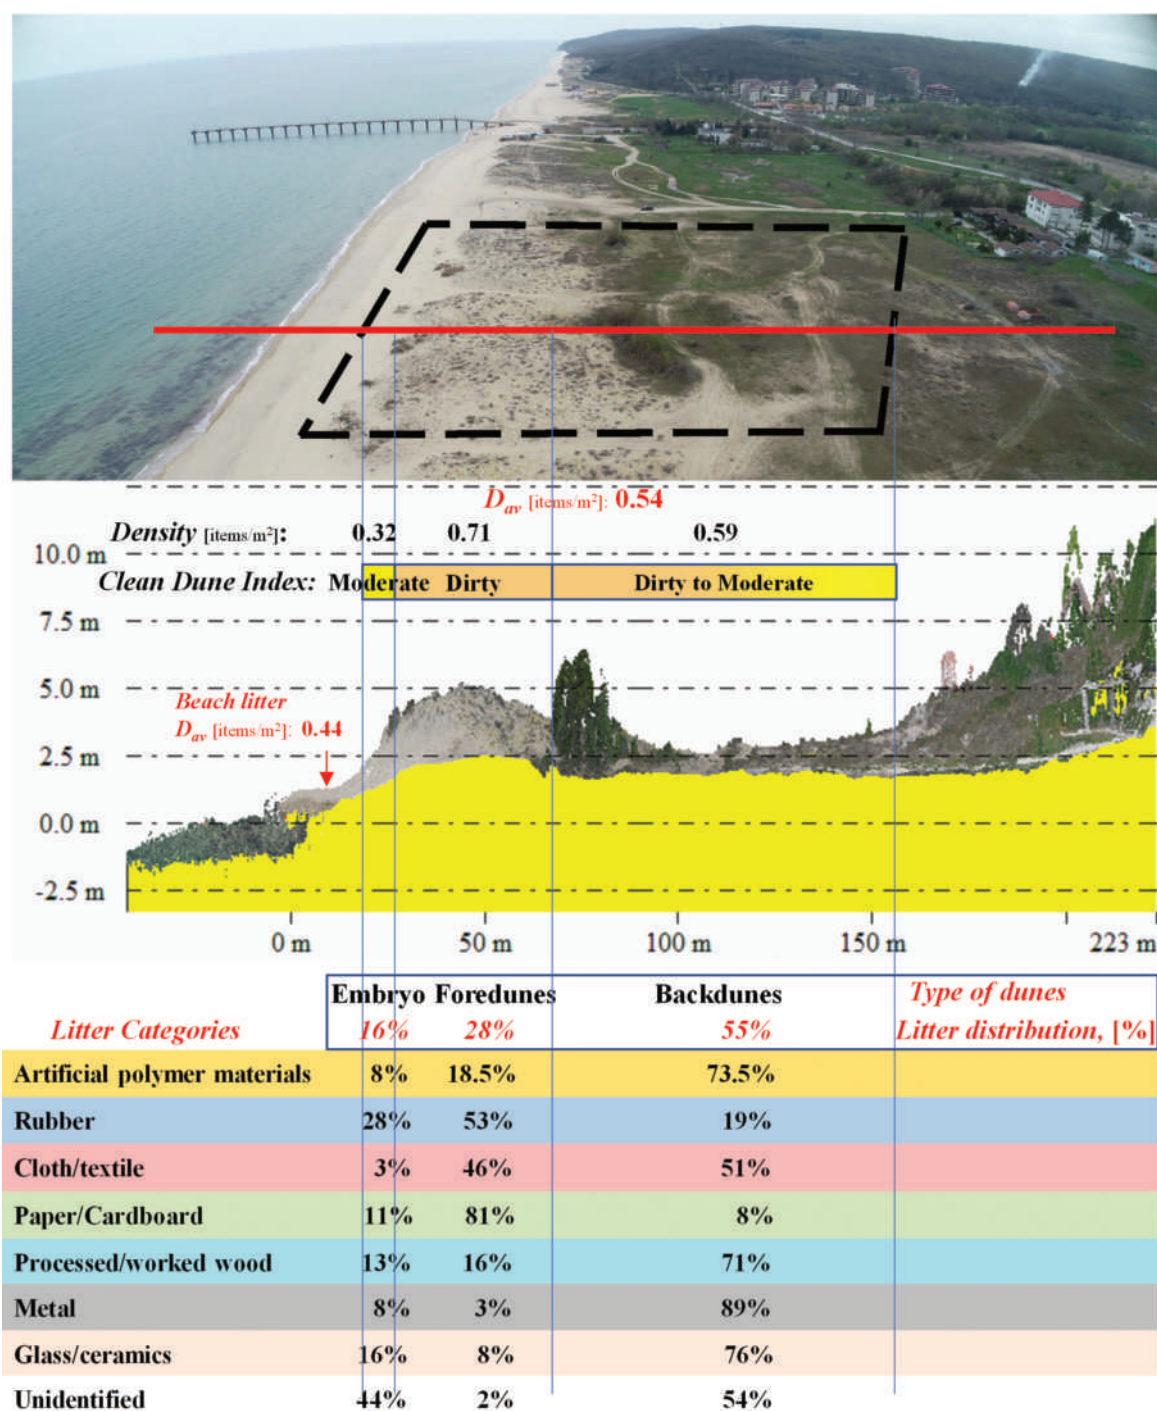 D_av [items/m²]: 0.54
Density [items/m²]: 0.32 0.71 0.59
10.0 m
Clean Dune Index: Moderate Dirty Dirty to Moderate
7.5 m
5.0 m
Beach litter
D_av [items/m²]: 0.44
2.5 m
0.0 m
-2.5 m
0 m 50 m 100 m 150 m 223 m
Embryo Foredunes Backdunes Type of dunes
Litter Categories 16% 28% 55% Litter distribution, [%]
Artificial polymer materials 8% 18.5% 73.5%
Rubber 28% 53% 19%
Cloth/textile 3% 46% 51%
Paper/Cardboard 11% 81% 8%
Processed/worked wood 13% 16% 71%
Metal 8% 3% 89%
Glass/ceramics 16% 8% 76%
Unidentified 44% 2% 54%